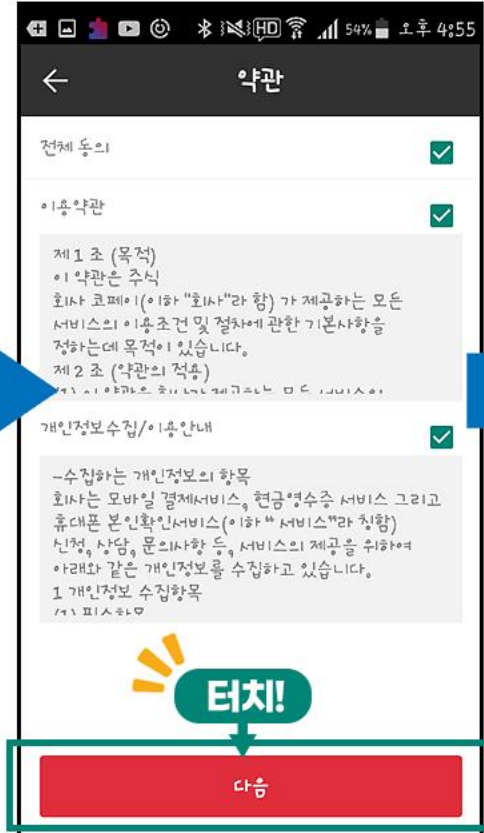 HD 54% 오후 4:55
약관
전체 동의
이용약관
제 1 조 (목적)
이 약관은 주식
회사 코페이(이하 "회사"라 함) 가 제공하는 모든
서비스의 이용조건 및 절차에 관한 기본사항을
정하는데 목적이 있습니다.
제 2 조 (약관의 적용)
개인정보수집/이용안내
-수집하는 개인정보의 항목
회사는 모바일 결제서비스, 현금영수증 서비스 그리고
휴대폰 본인확인서비스(이하 "서비스"라 칭함)
신청, 상담, 문의사항 등, 서비스의 제공을 위하여
아래와 같은 개인정보를 수집하고 있습니다.
1 개인정보 수집항목
터치!
다음